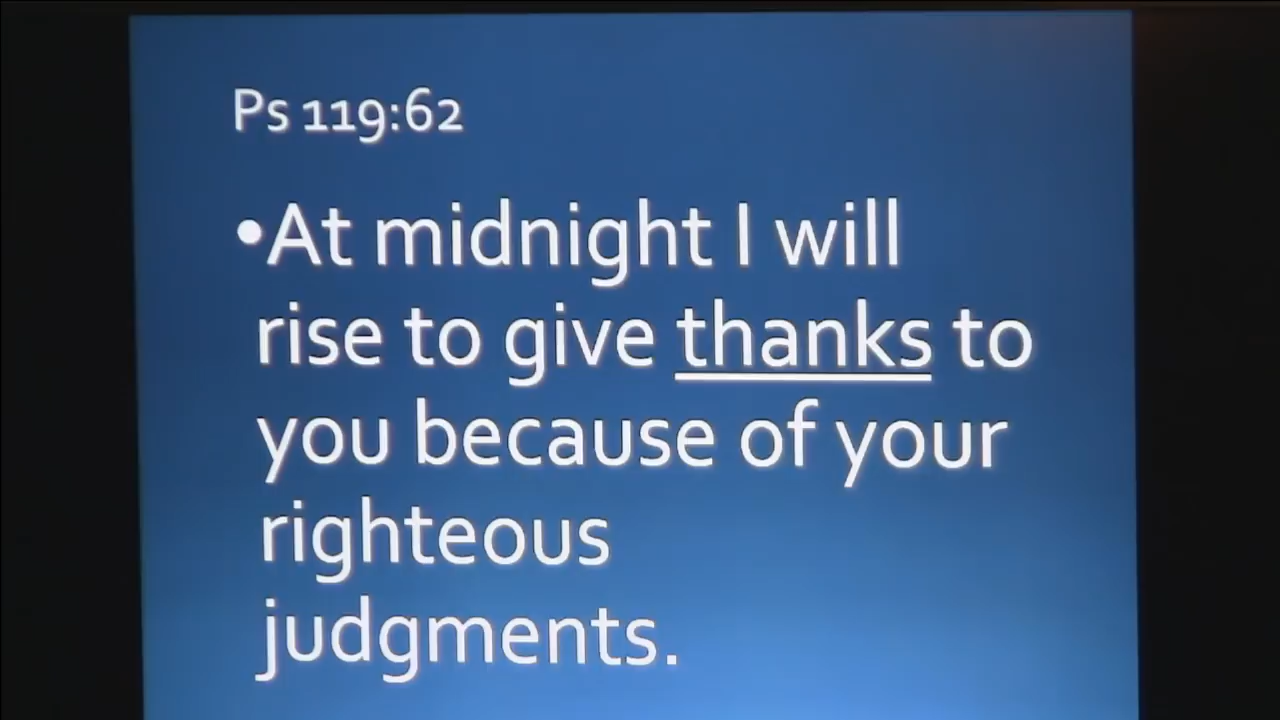 Ps 119:62
•At midnight I will
rise to give thanks to
you because of your
righteous
judgments.